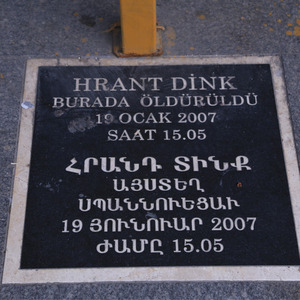 HRANT DİNK
BURADA ÖLDÜRÜLDÜ
19 OCAK 2007
SAAT 15.05
ՀՐԱՆԴ ՏԻՆՔ
ԱՅՍՏԵՂ
ՍՊԱՆՆՈՒԵՑԱՒ
19 ՅՈՒՆՈՒԱՐ 2007
ԺԱՄԸ 15.05